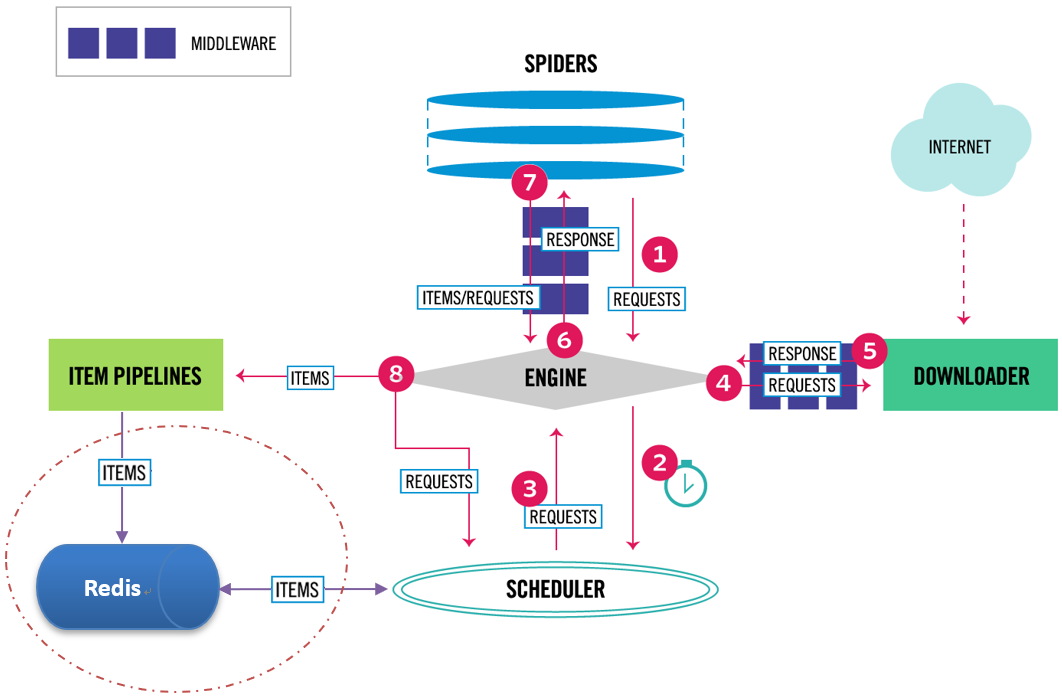 MIDDLEWARE
SPIDERS
INTERNET
7
RESPONSE
1
ITEMS/REQUESTS
REQUESTS
6
RESPONSE
5
ITEM PIPELINES
ITEMS
8
ENGINE
4
REQUESTS
DOWNLOADER
ITEMS
REQUESTS
3
REQUESTS
2
Redis
ITEMS
SCHEDULER